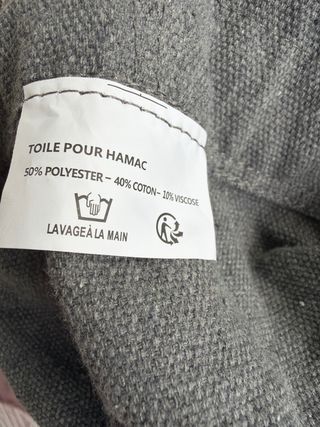 TOILE POUR HAMAC
50% POLYESTER - 40% COTON - 10% VISCOSE
LAVAGE À LA MAIN